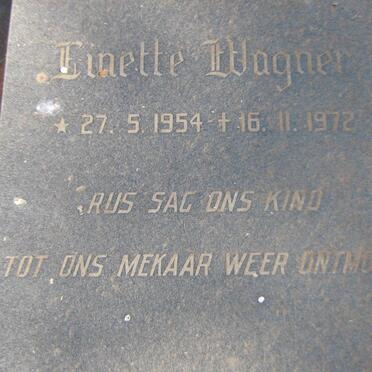 Linette Wagner
★ 27. 5. 1954 ✝ 16. 11. 1972
RUS SAG ONS KIND
TOT ONS MEKAAR WEER ONTMO